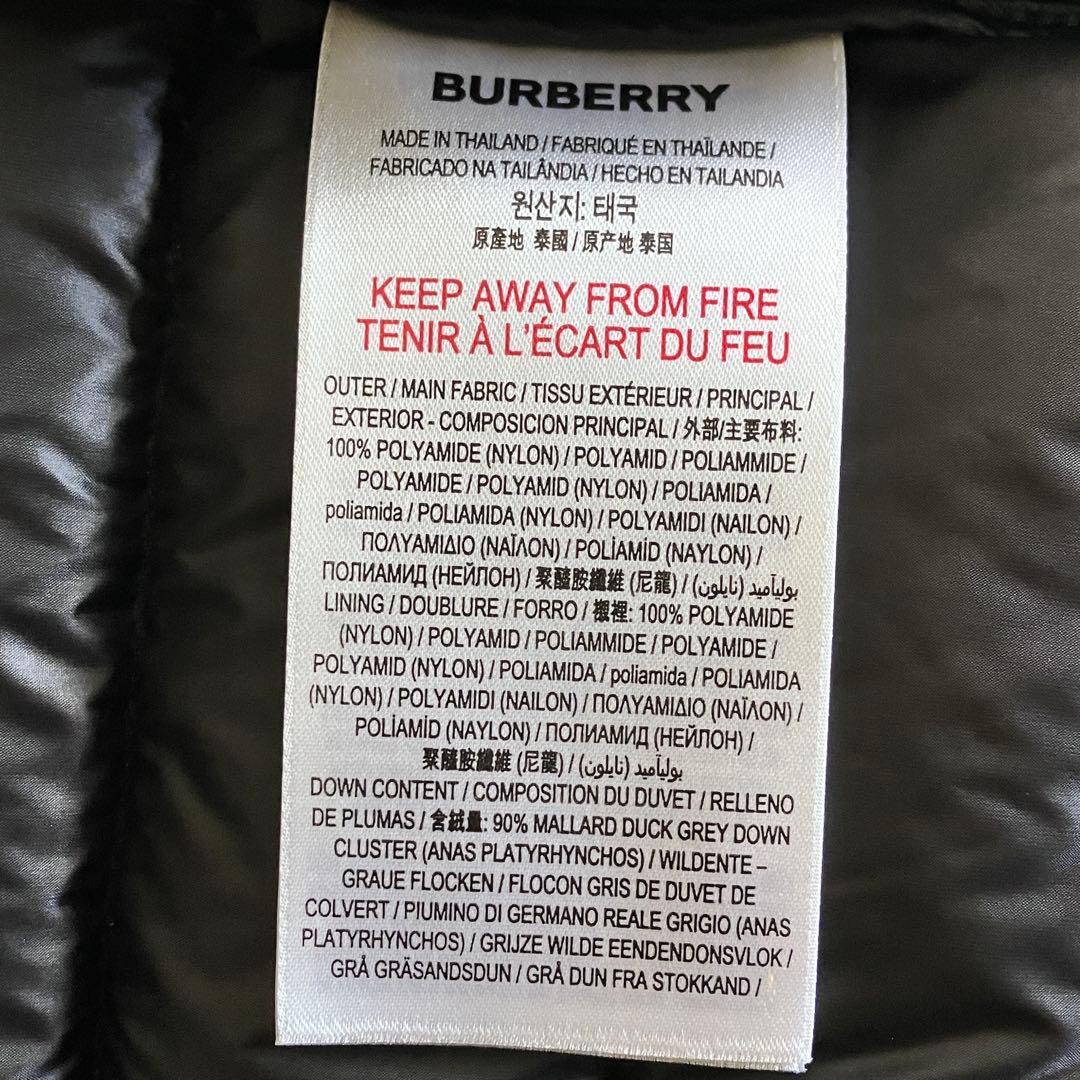 BURBERRY
MADE IN THAILAND / FABRIQUÉ EN THAÏLANDE /
FABRICADO NA TAILÂNDIA / HECHO EN TAILANDIA
원산지: 태국
原產地 泰國 / 原产地 泰国
KEEP AWAY FROM FIRE
TENIR À L'ÉCART DU FEU
OUTER / MAIN FABRIC / TISSU EXTÉRIEUR / PRINCIPAL /
EXTERIOR - COMPOSICION PRINCIPAL / 外部/主要布料:
100% POLYAMIDE (NYLON) / POLYAMID / POLIAMMIDE /
POLYAMIDE / POLYAMID (NYLON) / POLIAMIDA /
poliamida / POLIAMIDA (NYLON) / POLYAMIDI (NAILON) /
ΠΟΛΥΑΜΙΔΙΟ (ΝΑΪΛΟΝ) / POLİAMİD (NAYLON) /
ПОЛИАМИД (НЕЙЛОН) / 聚醯胺纖維 (尼龍) / بوليآميد (نايلون)
LINING / DOUBLURE / FORRO / 襯裡: 100% POLYAMIDE
(NYLON) / POLYAMID / POLIAMMIDE / POLYAMIDE /
POLYAMID (NYLON) / POLIAMIDA / poliamida / POLIAMIDA
(NYLON) / POLYAMIDI (NAILON) / ΠΟΛΥΑΜΙΔΙΟ (ΝΑΪΛΟΝ) /
POLİAMİD (NAYLON) / ПОЛИАМИД (НЕЙЛОН) /
聚醯胺纖維 (尼龍) / بوليآميد (نايلون)
DOWN CONTENT / COMPOSITION DU DUVET / RELLENO
DE PLUMAS / 含絨量: 90% MALLARD DUCK GREY DOWN
CLUSTER (ANAS PLATYRHYNCHOS) / WILDENTE –
GRAUE FLOCKEN / FLOCON GRIS DE DUVET DE
COLVERT / PIUMINO DI GERMANO REALE GRIGIO (ANAS
PLATYRHYNCHOS) / GRIJZE WILDE EENDENDONSVLOK /
GRÅ GRÄSANDSDUN / GRÅ DUN FRA STOKKAND /